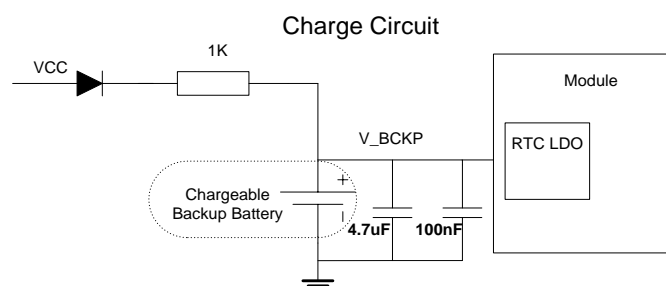 Charge Circuit
1K
VCC
Module
V_BCKP
RTC LDO
+
Chargeable
Backup Battery
-
4.7uF
100nF